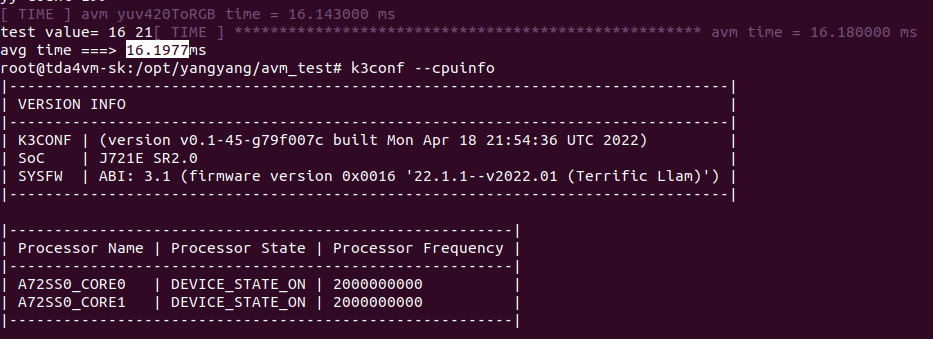 [ TIME ] avm yuv420ToRGB time = 16.143000 ms
test value= 16 21[ TIME ] ************************************************** avm time = 16.180000 ms
avg time ===> 16.1977ms
root@tda4vm-sk:/opt/yangyang/avm_test# k3conf --cpuinfo
|------------------------------------------------------------------------------|
| VERSION INFO                                                                 |
|------------------------------------------------------------------------------|
| K3CONF | (version v0.1-45-g79f007c built Mon Apr 18 21:54:36 UTC 2022)       |
| SoC    | J721E SR2.0                                                         |
| SYSFW  | ABI: 3.1 (firmware version 0x0016 '22.1.1--v2022.01 (Terrific Llam)') |
|------------------------------------------------------------------------------|
|-------------------------------------------------------|
| Processor Name | Processor State | Processor Frequency |
|-------------------------------------------------------|
| A72SS0_CORE0   | DEVICE_STATE_ON | 2000000000          |
| A72SS0_CORE1   | DEVICE_STATE_ON | 2000000000          |
|-------------------------------------------------------|